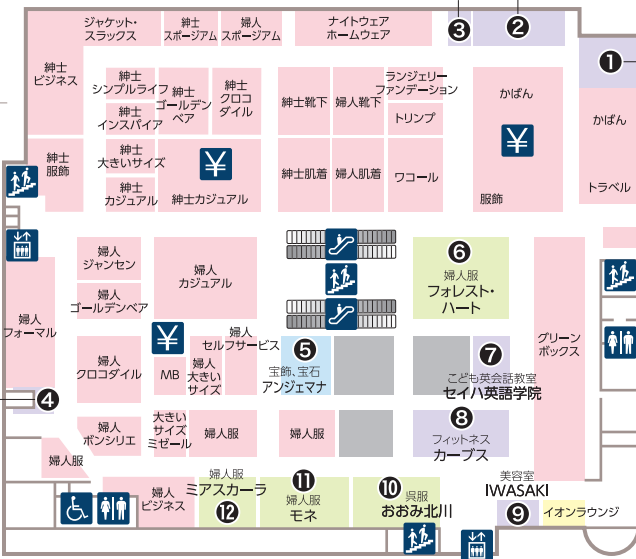 ジャケット・
スラックス
紳士
スポージアム
婦人
スポージアム
ナイトウェア
ホームウェア
3
2
1
紳士
ビジネス
紳士
シンプルライフ
紳士
インスパイア
紳士
ゴールデン
ベア
紳士
クロコ
ダイル
紳士靴下
婦人靴下
ランジェリー
ファンデーション
トリンプ
かばん
¥
かばん
紳士
服飾
紳士
大きいサイズ
紳士
カジュアル
¥
紳士カジュアル
紳士肌着
婦人肌着
ワコール
服飾
トラベル
婦人
ジャンセン
婦人
カジュアル
6
婦人服
フォレスト・
ハート
婦人
ゴールデンベア
婦人
フォーマル
グリーン
ボックス
¥
婦人
セルフサービス
婦人
クロコダイル
MB
婦人
大きい
サイズ
5
宝飾、宝石
アンジェマナ
7
こども英会話教室
セイハ英語学院
4
婦人
ボンシリエ
大きい
サイズ
ミゼール
婦人服
婦人服
8
フィットネス
カーブス
婦人服
婦人
ビジネス
婦人服
ミアスカーラ
12
11
婦人服
モネ
10
呉服
おおみ北川
美容室
IWASAKI
9
イオンラウンジ